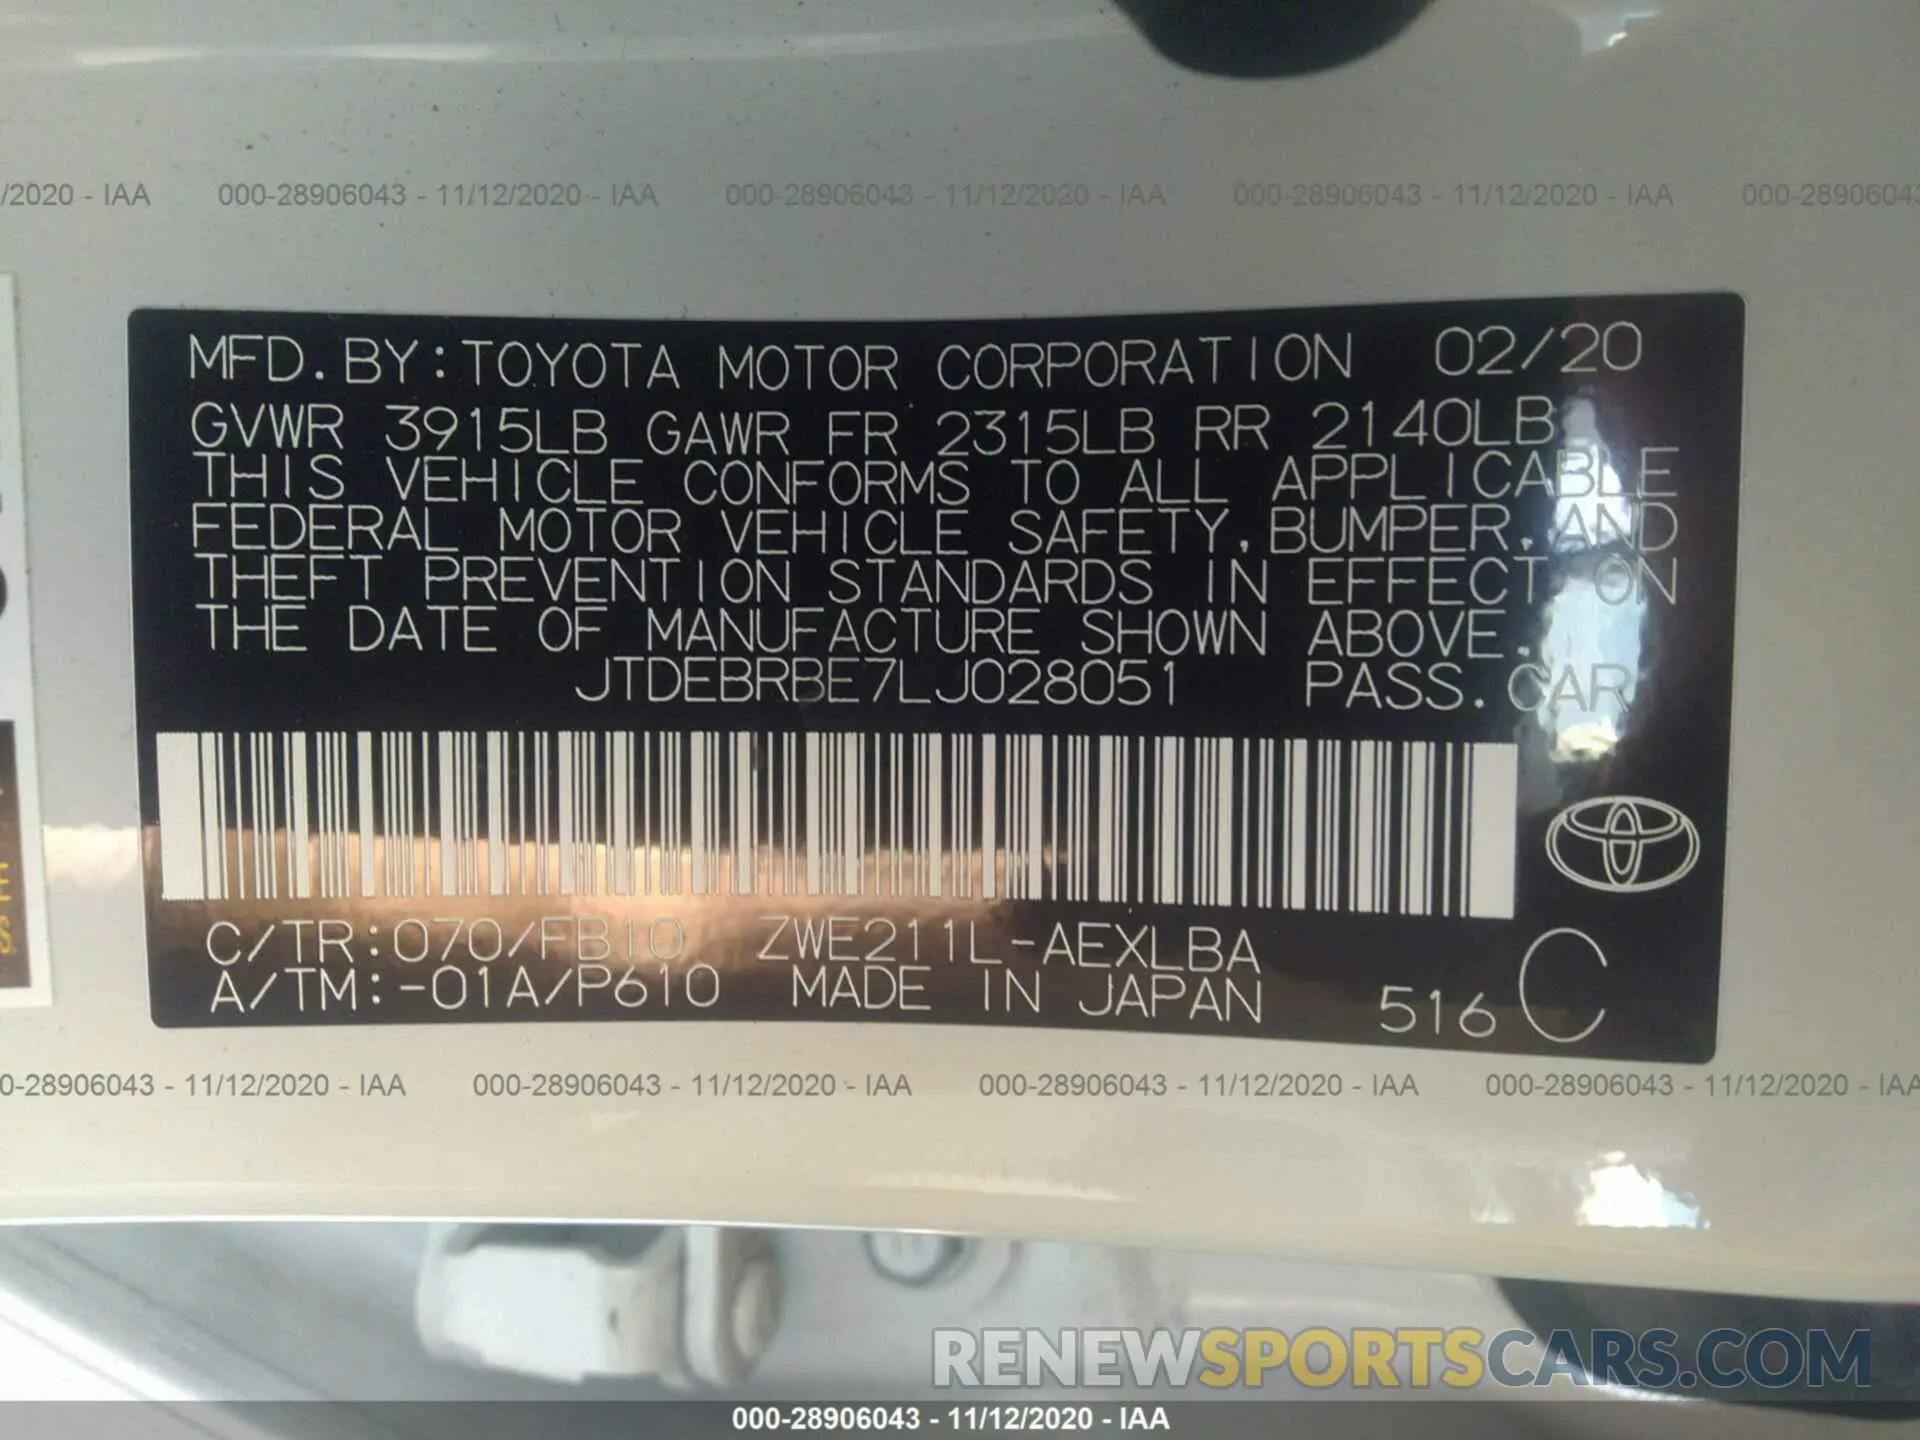 /2020 - IAA 000-28906043 - 11/12/2020 - IAA 000-28906043 - 11/12/2020 - IAA 000-28906043 - 11/12/2020 - IAA 000-2890604
MFD. BY: TOYOTA MOTOR CORPORATION 02/20
GVWR 3915LB GAWR FR 2315LB RR 2140LB
THIS VEHICLE CONFORMS TO ALL APPLICABLE
FEDERAL MOTOR VEHICLE SAFETY, BUMPER, AND
THEFT PREVENTION STANDARDS IN EFFECT ON
THE DATE OF MANUFACTURE SHOWN ABOVE.
JTDEBRBE7LJ028051 PASS. CAR
C/TR: 070/FB10 ZWE211L-AEXLBA
A/TM: -01A/P610 MADE IN JAPAN 516 C
0-28906043 - 11/12/2020 - IAA 000-28906043 - 11/12/2020 - IAA 000-28906043 - 11/12/2020 - IAA 000-28906043 - 11/12/2020 - IAA
RENEWSPORTSCARS.COM
000-28906043 - 11/12/2020 - IAA